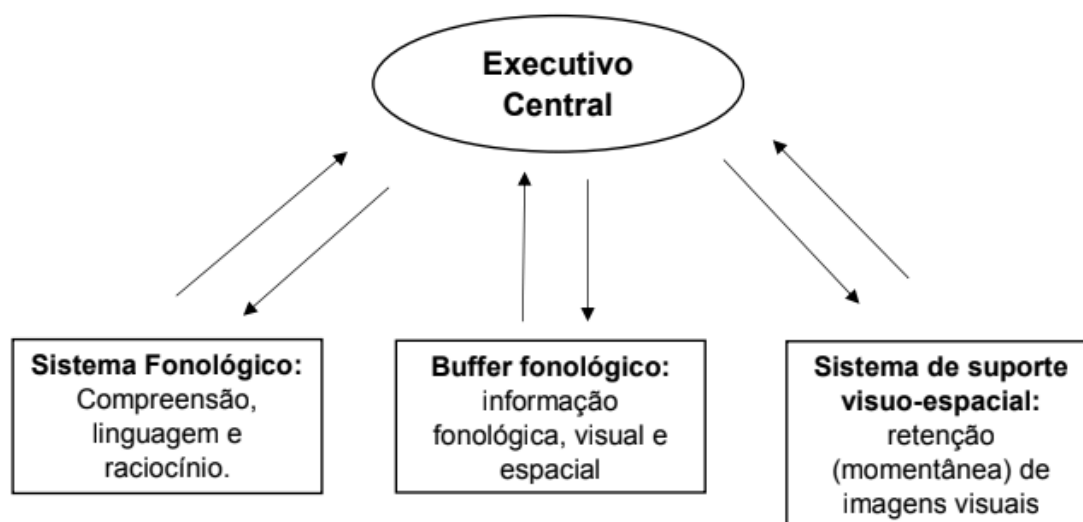 Executivo
Central
Sistema Fonológico:
Compreensão,
linguagem e
raciocínio.
Buffer fonológico:
informação
fonológica, visual e
espacial
Sistema de suporte
visuo-espacial:
retenção
(momentânea) de
imagens visuais